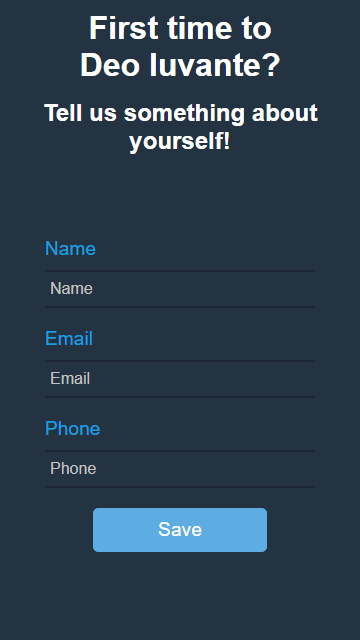 First time to
Deo Iuvante?
Tell us something about
yourself!
Name
Name
Email
Email
Phone
Phone
Save